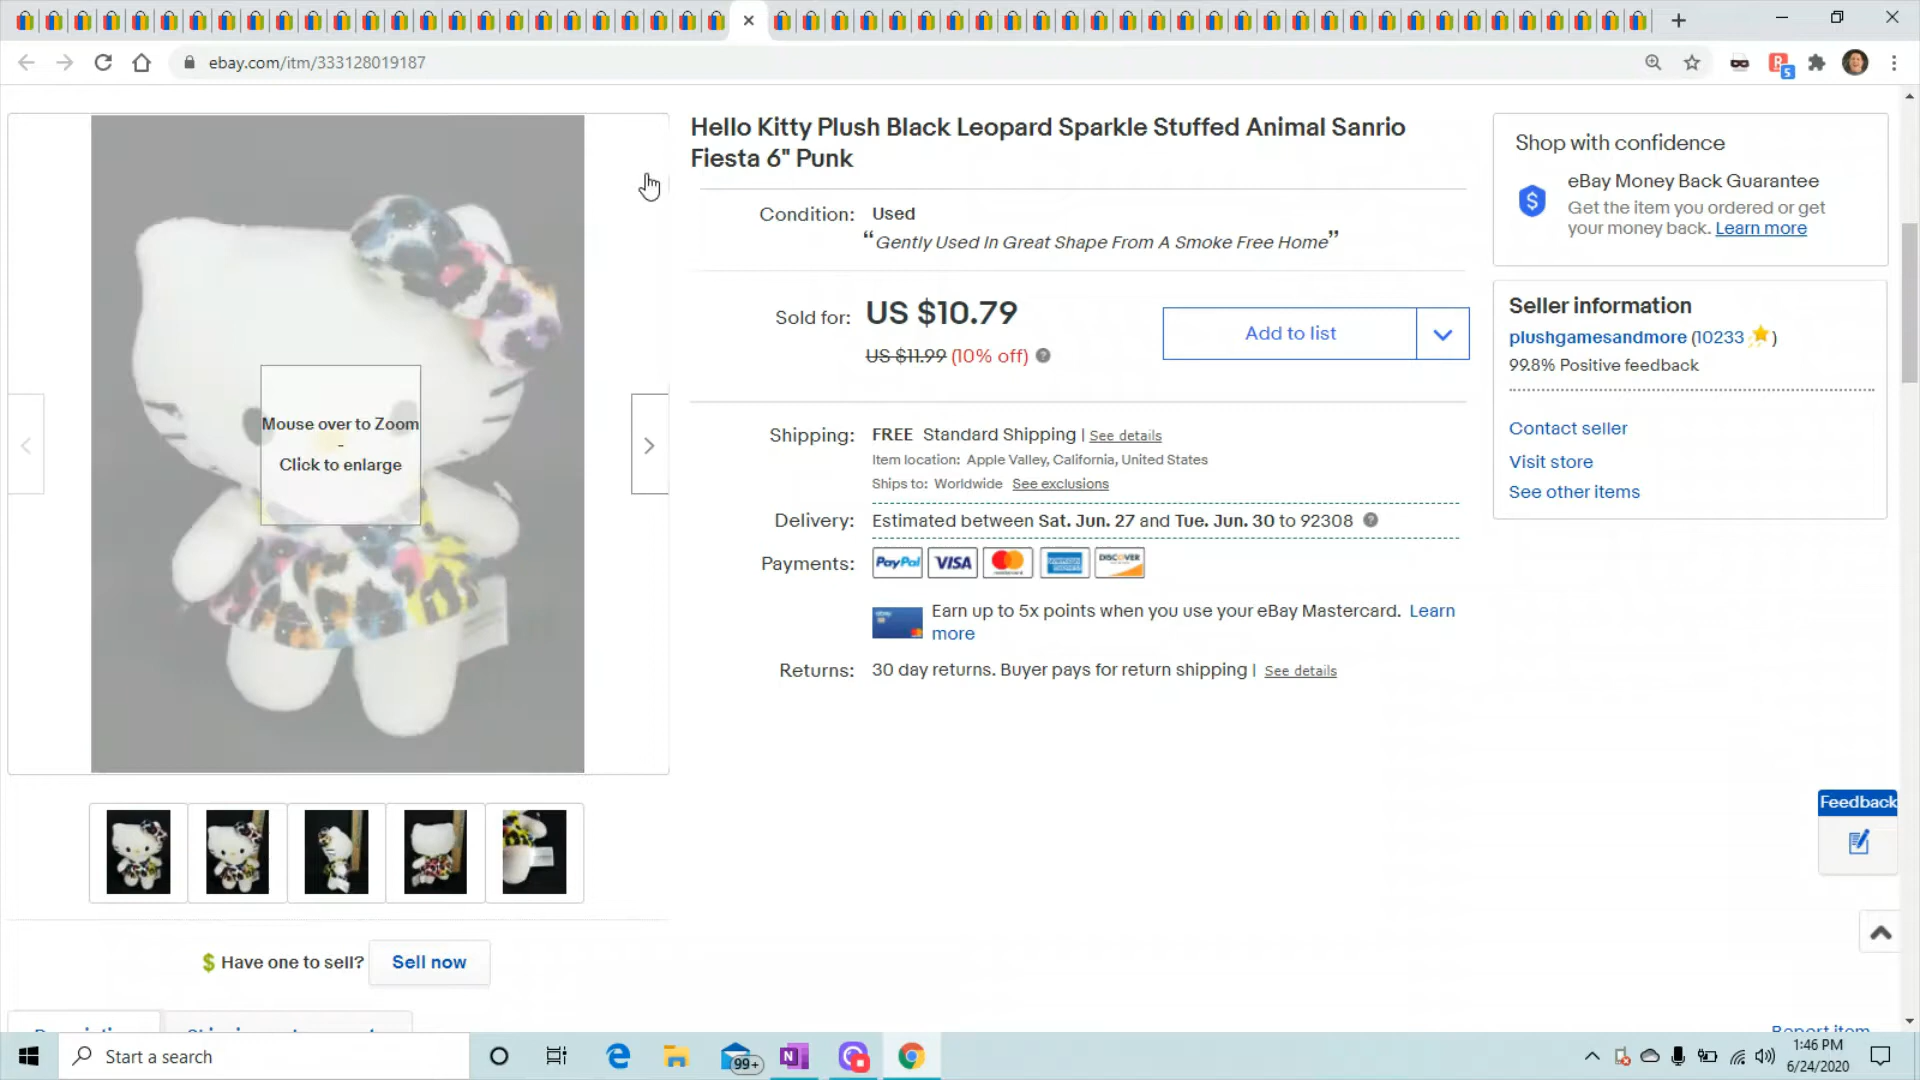 ebay.com/itm/333128019187
5
Hello Kitty Plush Black Leopard Sparkle Stuffed Animal Sanrio
Fiesta 6" Punk
Condition: Used
“Gently Used In Great Shape From A Smoke Free Home”
Sold for: US $10.79
US $11.99 (10% off)
Add to list
Shipping: FREE Standard Shipping | See details
Item location: Apple Valley, California, United States
Ships to: Worldwide See exclusions
Delivery: Estimated between Sat. Jun. 27 and Tue. Jun. 30 to 92308
Payments: PayPal VISA DISCOVER
Earn up to 5x points when you use your eBay Mastercard. Learn
more
Returns: 30 day returns. Buyer pays for return shipping | See details
Mouse over to Zoom
-
Click to enlarge
Have one to sell? Sell now
Shop with confidence
eBay Money Back Guarantee
Get the item you ordered or get
your money back. Learn more
Seller information
plushgamesandmore (10233)
99.8% Positive feedback
Contact seller
Visit store
See other items
Feedback
Report item
Start a search
99+
1:46 PM
6/24/2020